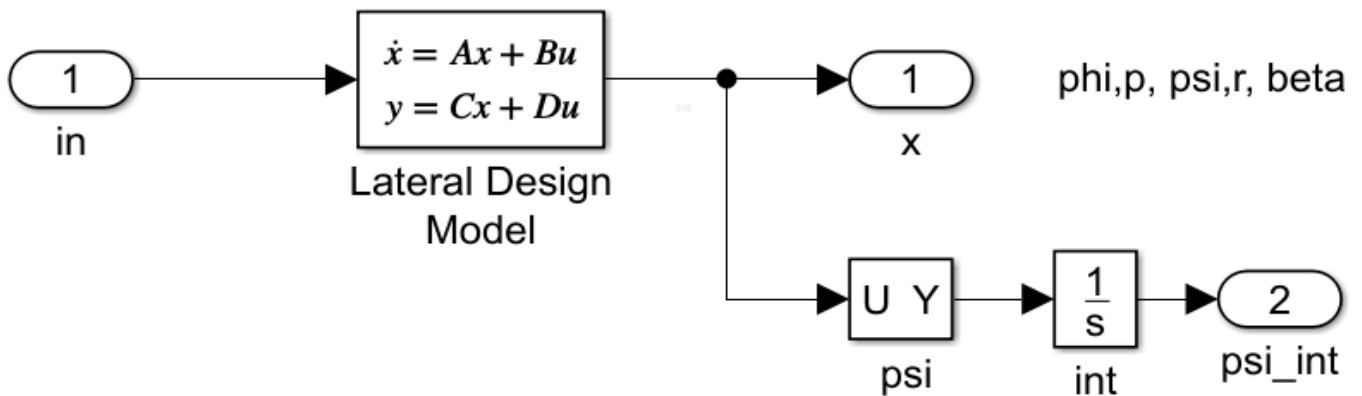 1
in
ẋ = Ax + Bu
y = Cx + Du
Lateral Design
Model
1
x
phi,p, psi,r, beta
U Y
psi
1
s
int
2
psi_int